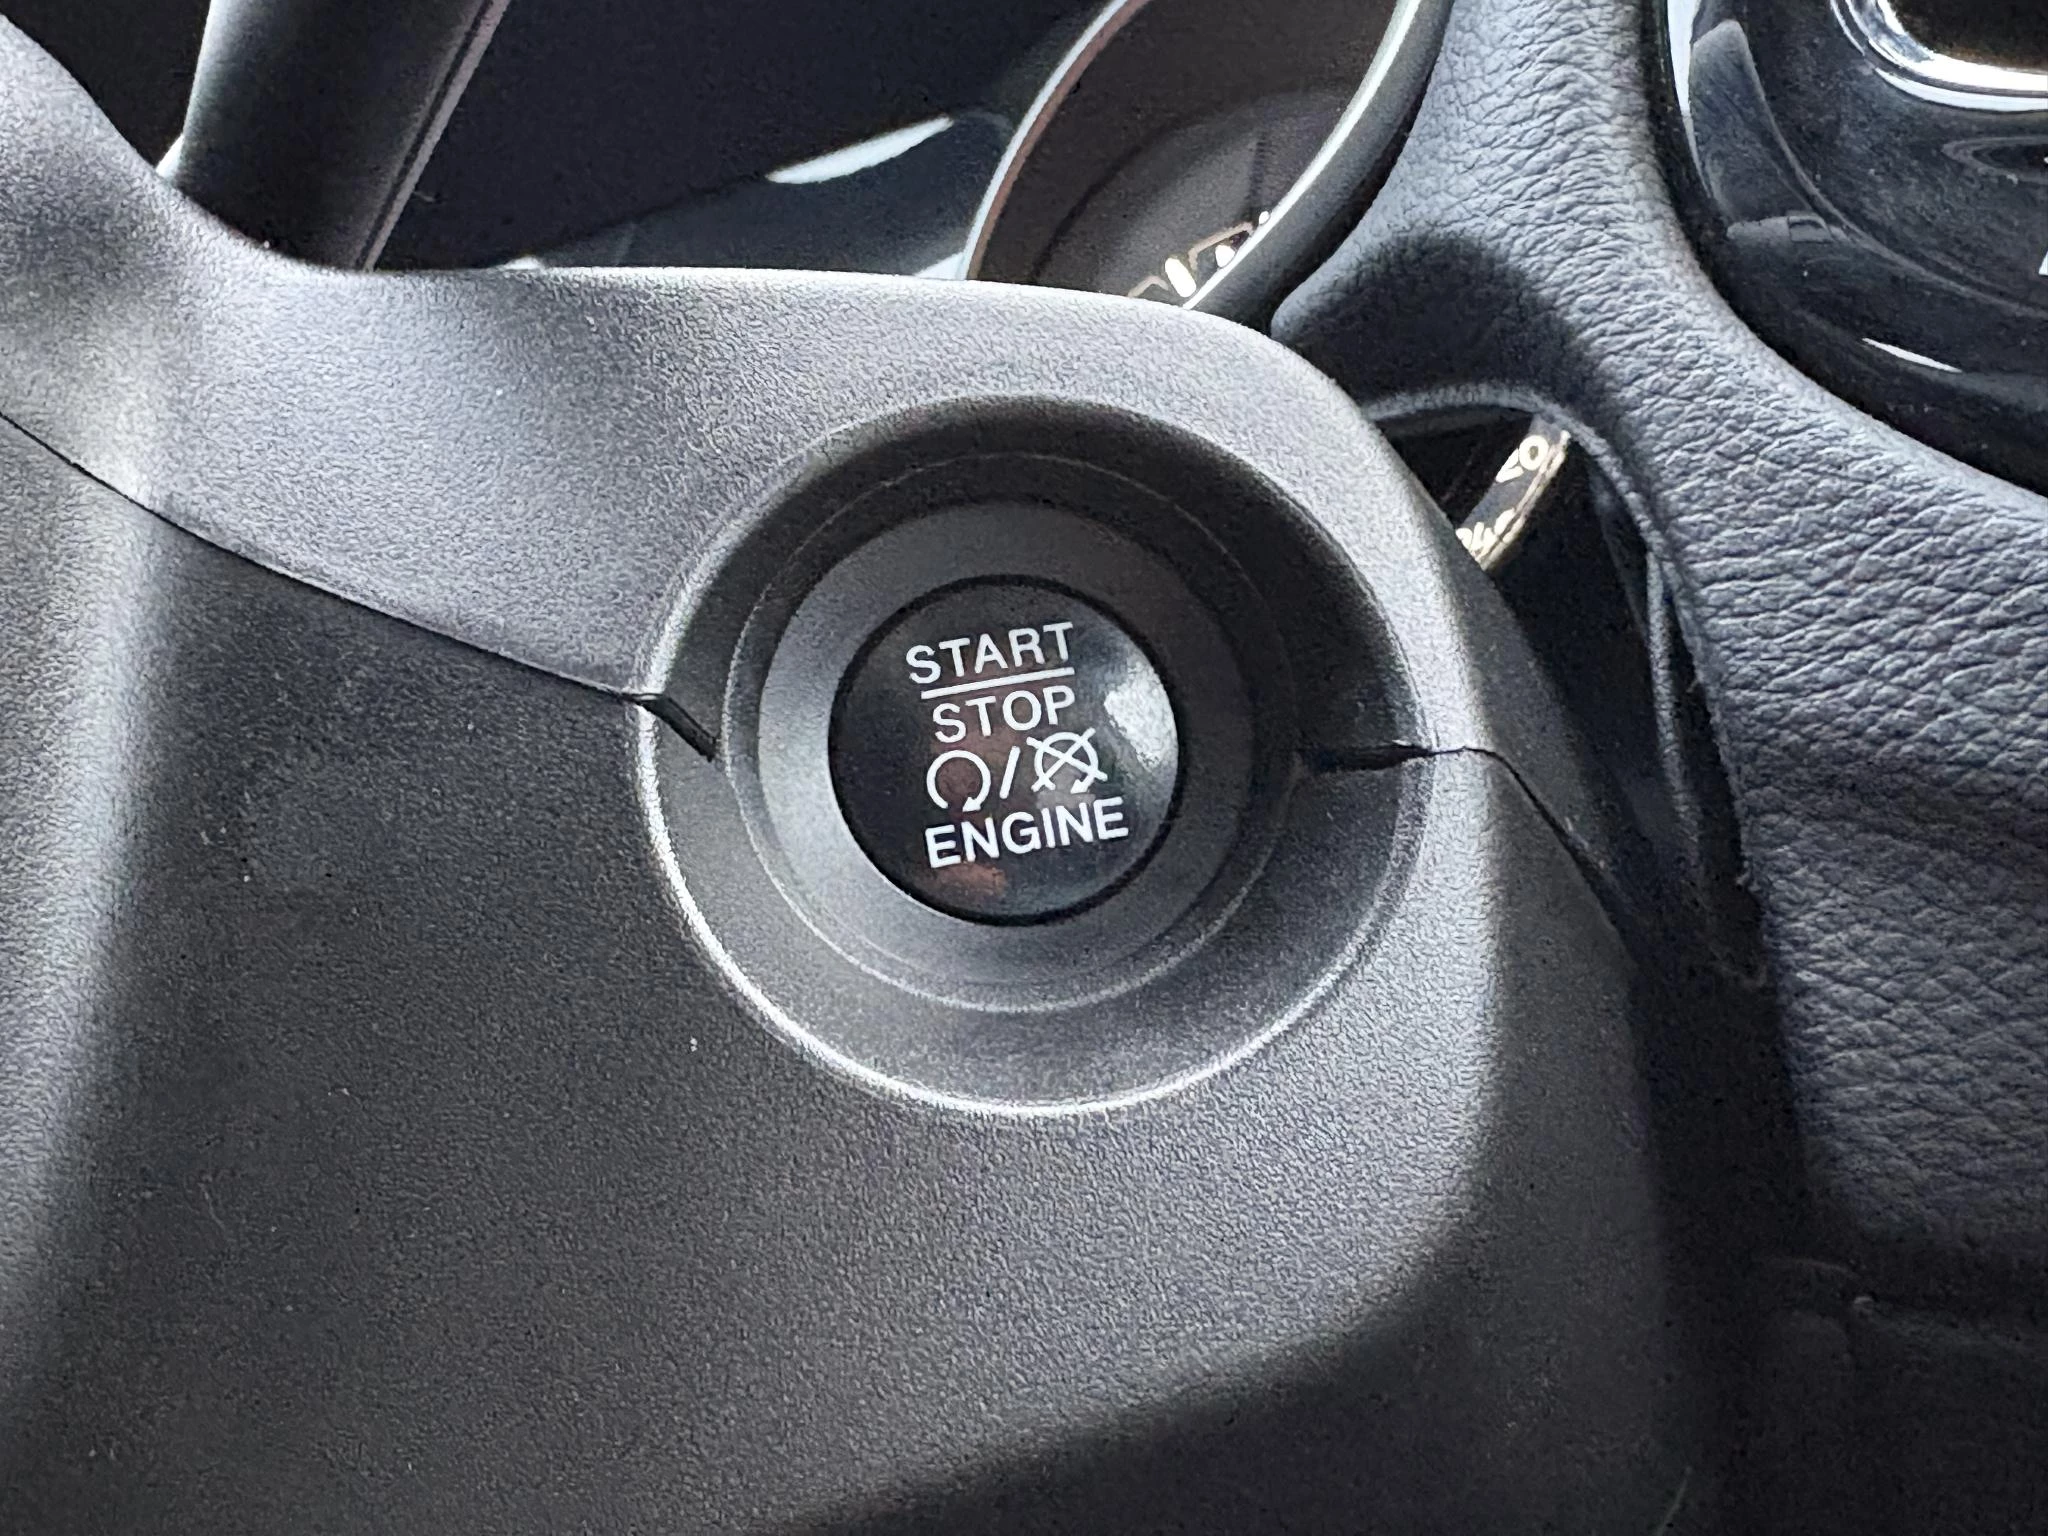 START
STOP
/
ENGINE